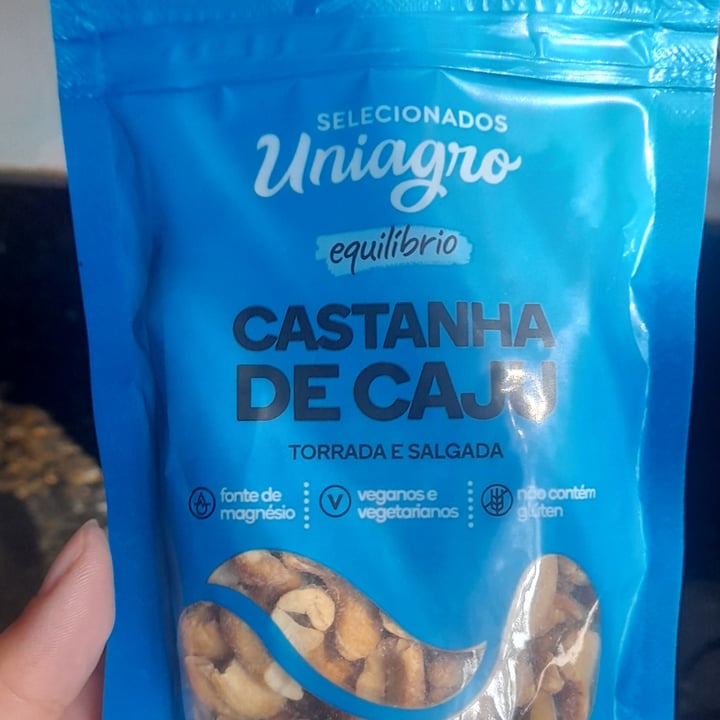 SELECIONADOS
Uniagro
equilíbrio
CASTANHA
DE CAJU
TORRADA E SALGADA
fonte de
magnésio
V
veganos e
vegetarianos
não contém
glúten